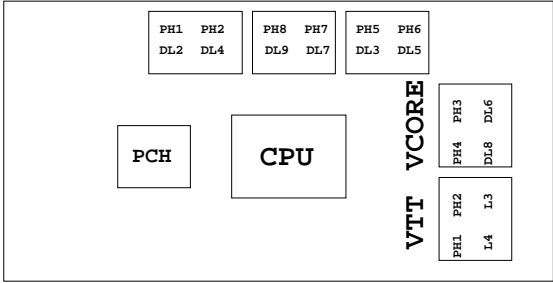 PH1 PH2
DL2 DL4
PH8 PH7
DL9 DL7
PH5 PH6
DL3 DL5
VCORE
PH4 PH3
DL8 DL6
PCH
CPU
VTT
PH1 PH2
L4 L3